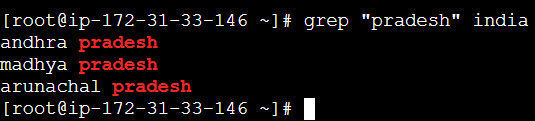 [root@ip-172-31-33-146 ~]# grep "pradesh" india
andhra pradesh
madhya pradesh
arunachal pradesh
[root@ip-172-31-33-146 ~]#